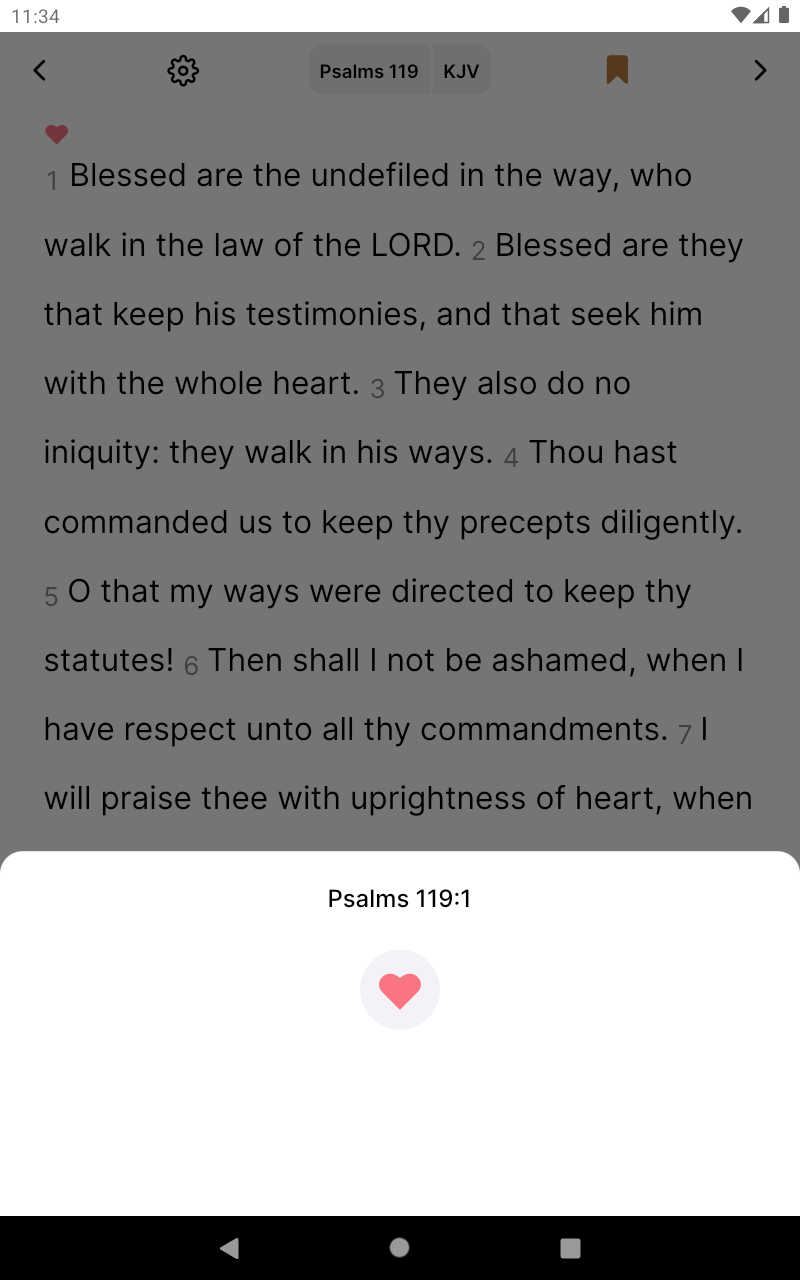 11:34
Psalms 119 KJV
1 Blessed are the undefiled in the way, who
walk in the law of the LORD. 2 Blessed are they
that keep his testimonies, and that seek him
with the whole heart. 3 They also do no
iniquity: they walk in his ways. 4 Thou hast
commanded us to keep thy precepts diligently.
5 O that my ways were directed to keep thy
statutes! 6 Then shall I not be ashamed, when I
have respect unto all thy commandments. 7 I
will praise thee with uprightness of heart, when
Psalms 119:1